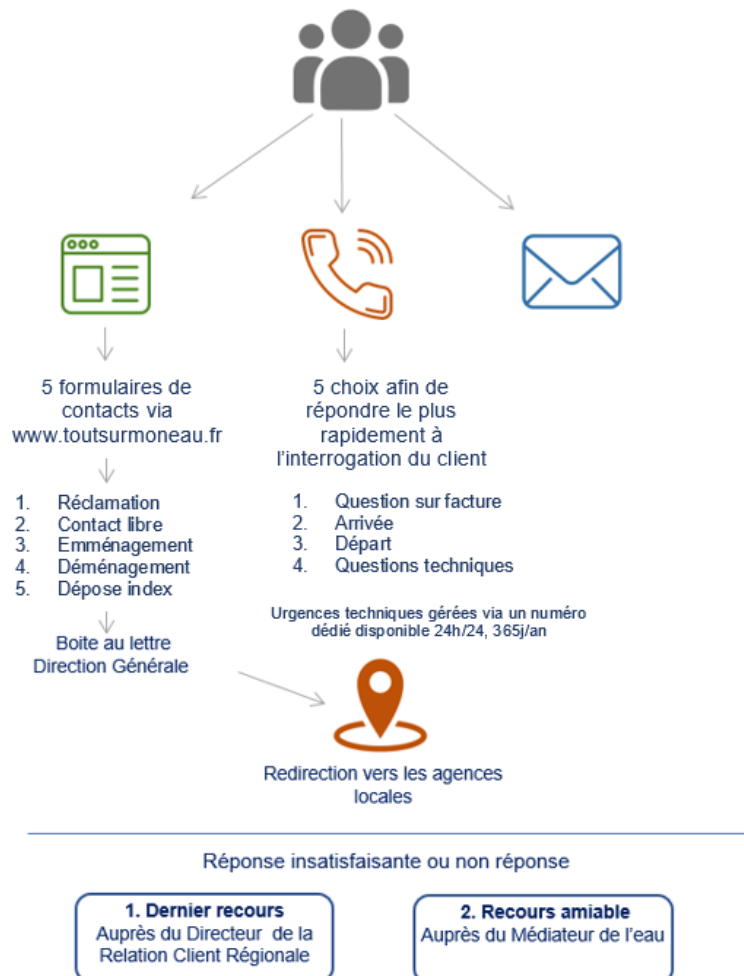 5 formulaires de
contacts via
www.toutsurmoneau.fr
1. Réclamation
2. Contact libre
3. Emménagement
4. Déménagement
5. Dépose index
Boite au lettre
Direction Générale
5 choix afin de
répondre le plus
rapidement à
l'interrogation du client
1. Question sur facture
2. Arrivée
3. Départ
4. Questions techniques
Urgences techniques gérées via un numéro
dédié disponible 24h/24, 365j/an
Redirection vers les agences
locales
Réponse insatisfaisante ou non réponse
1. Dernier recours
Auprès du Directeur de la
Relation Client Régionale
2. Recours amiable
Auprès du Médiateur de l'eau